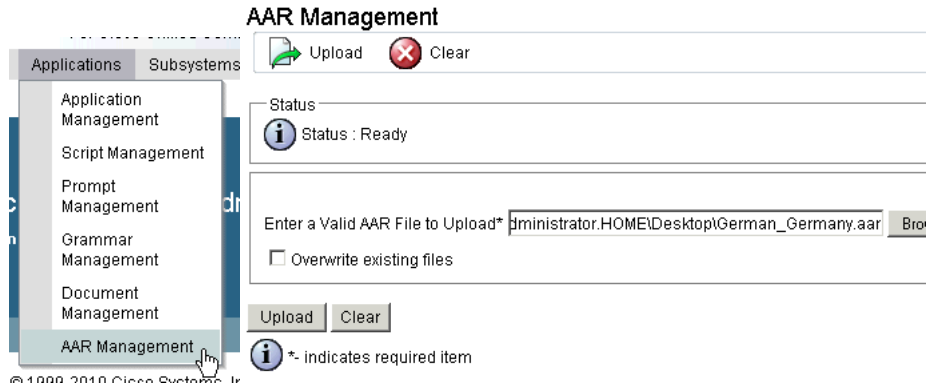 AAR Management
Upload Clear
Applications Subsystems
Application
Management
Script Management
Prompt
Management
Grammar
Management
Document
Management
AAR Management
Status
Status : Ready
Enter a Valid AAR File to Upload* dministrator.HOME\Desktop\German_Germany.aar Bro
Overwrite existing files
Upload Clear
*- indicates required item
© 1999-2010 Cisco Systems, In